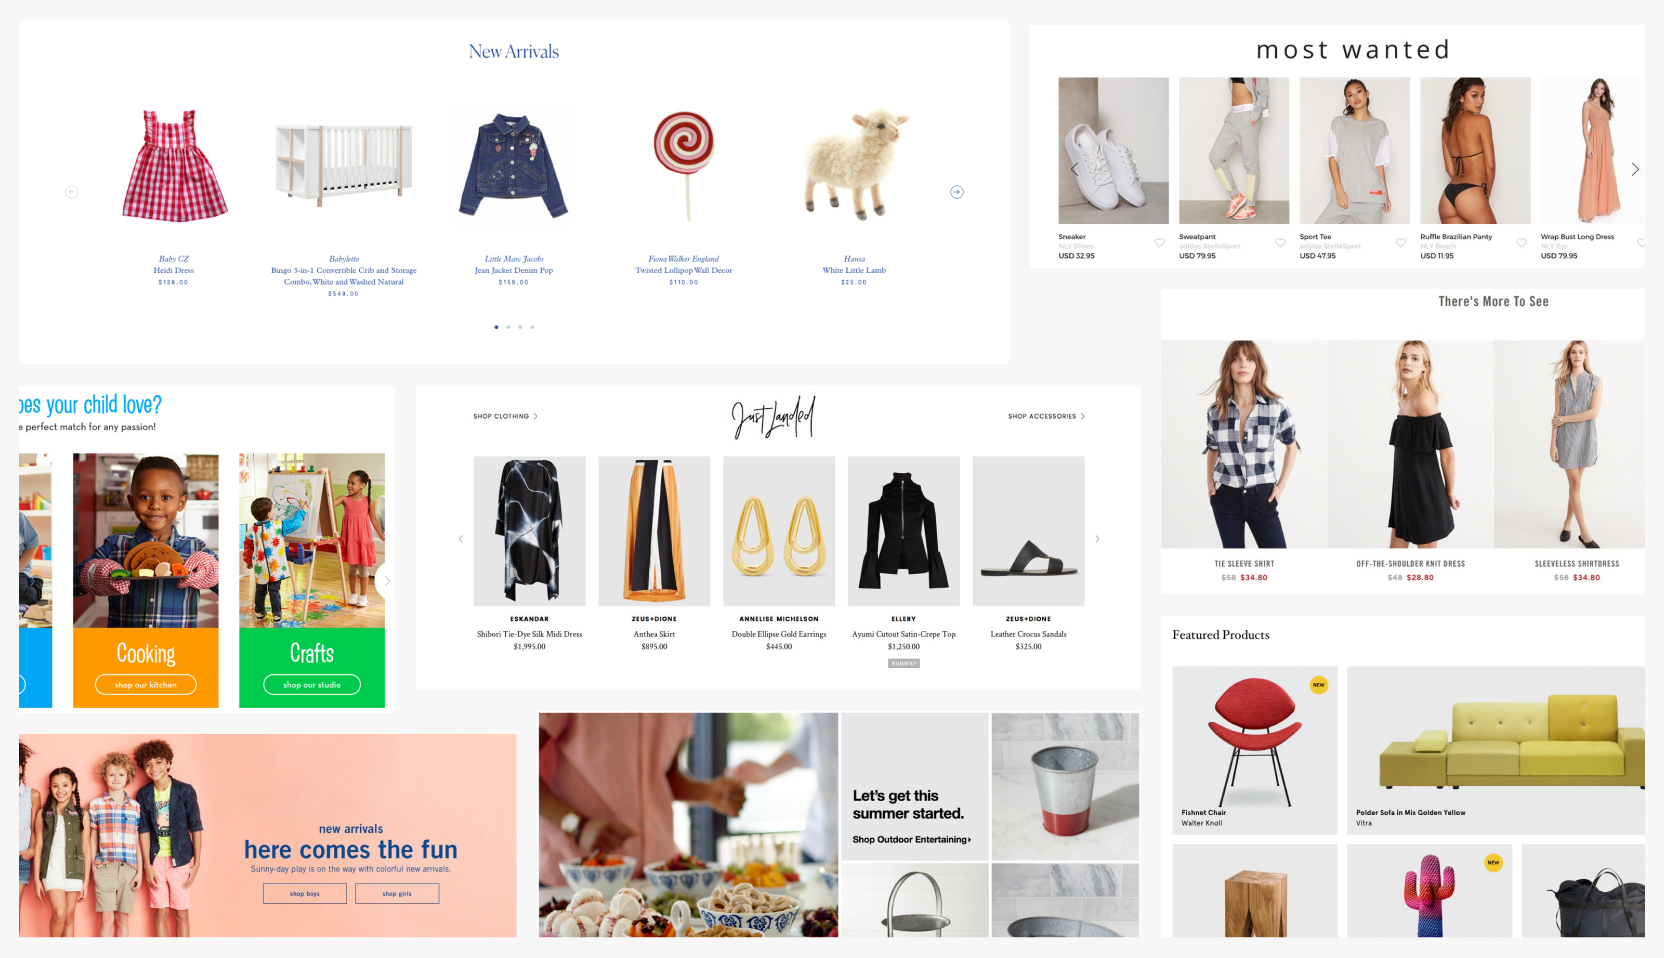 New Arrivals
Baby CZ
Heidi Dress
$138.00
Babyletto
Bingo 3-in-1 Convertible Crib and Storage
Combo, White and Washed Natural
$549.00
Little Marc Jacobs
Jean Jacket Denim Pop
$159.00
Fiona Walker England
Twisted Lollipop Wall Decor
$110.00
Hansa
White Little Lamb
$25.00
most wanted
Sneaker
NLY Shoes
USD 32.95
Sweatpant
adidas StellaSport
USD 79.95
Sport Tee
adidas StellaSport
USD 47.95
Ruffle Brazilian Panty
NLY Beach
USD 11.95
Wrap Bust Long Dress
NLY Eve
USD 79.95
There's More To See
TIE SLEEVE SHIRT
$58 $34.80
OFF-THE-SHOULDER KNIT DRESS
$48 $28.80
SLEEVELESS SHIRTDRESS
$58 $34.80
oes your child love?
e perfect match for any passion!
Cooking
shop our kitchen
Crafts
shop our studio
SHOP CLOTHING >
Just Landed
SHOP ACCESSORIES >
ESKANDAR
Shibori Tie-Dye Silk Midi Dress
$1,995.00
ZEUS+DIONE
Anthea Skirt
$895.00
ANNELISE MICHELSON
Double Ellipse Gold Earrings
$445.00
ELLERY
Ayumi Cutout Satin-Crepe Top
$1,250.00
RUNWAY
ZEUS+DIONE
Leather Crocus Sandals
$325.00
Featured Products
NEW
Fishnet Chair
Walter Knoll
Polder Sofa in Mix Golden Yellow
Vitra
NEW
new arrivals
here comes the fun
Sunny-day play is on the way with colorful new arrivals.
shop boys
shop girls
Let's get this
summer started.
Shop Outdoor Entertaining